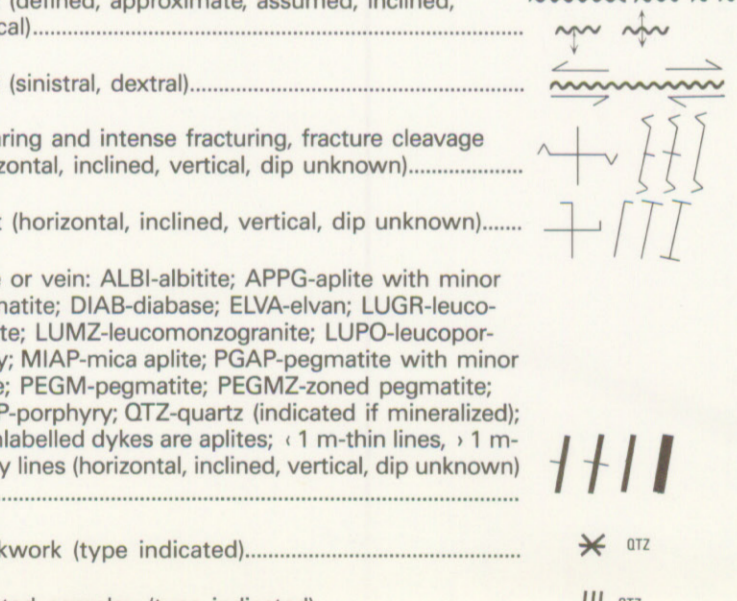 (defined, approximate, assumed, inclined,
cal)
(sinistral, dextral)
ring and intense fracturing, fracture cleavage
zontal, inclined, vertical, dip unknown)
(horizontal, inclined, vertical, dip unknown)
or vein: ALBI-albitite; APPG-aplite with minor
matite; DIAB-diabase; ELVA-elvan; LUGR-leuco-
te; LUMZ-leucomonzogranite; LUPO-leucopor-
y; MIAP-mica aplite; PGAP-pegmatite with minor
e; PEGM-pegmatite; PEGMZ-zoned pegmatite;
P-porphyry; QTZ-quartz (indicated if mineralized);
nlabelled dykes are aplites; ‹ 1 m-thin lines, › 1 m-
y lines (horizontal, inclined, vertical, dip unknown)
kwork (type indicated) QTZ
(type indicated) QTZ